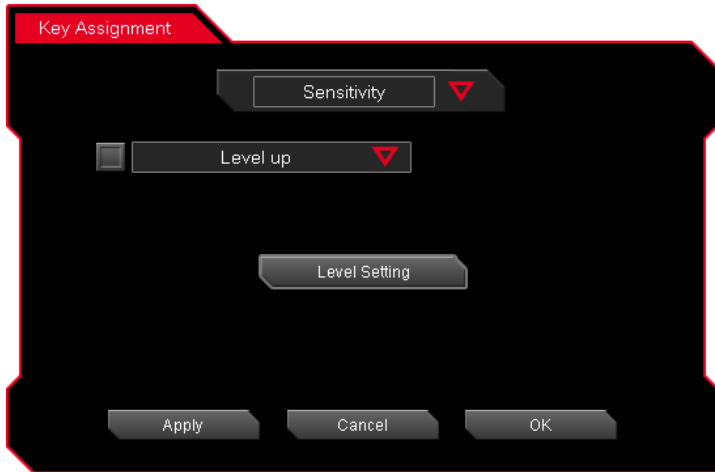 Key Assignment
Sensitivity
Level up
Level Setting
Apply Cancel OK